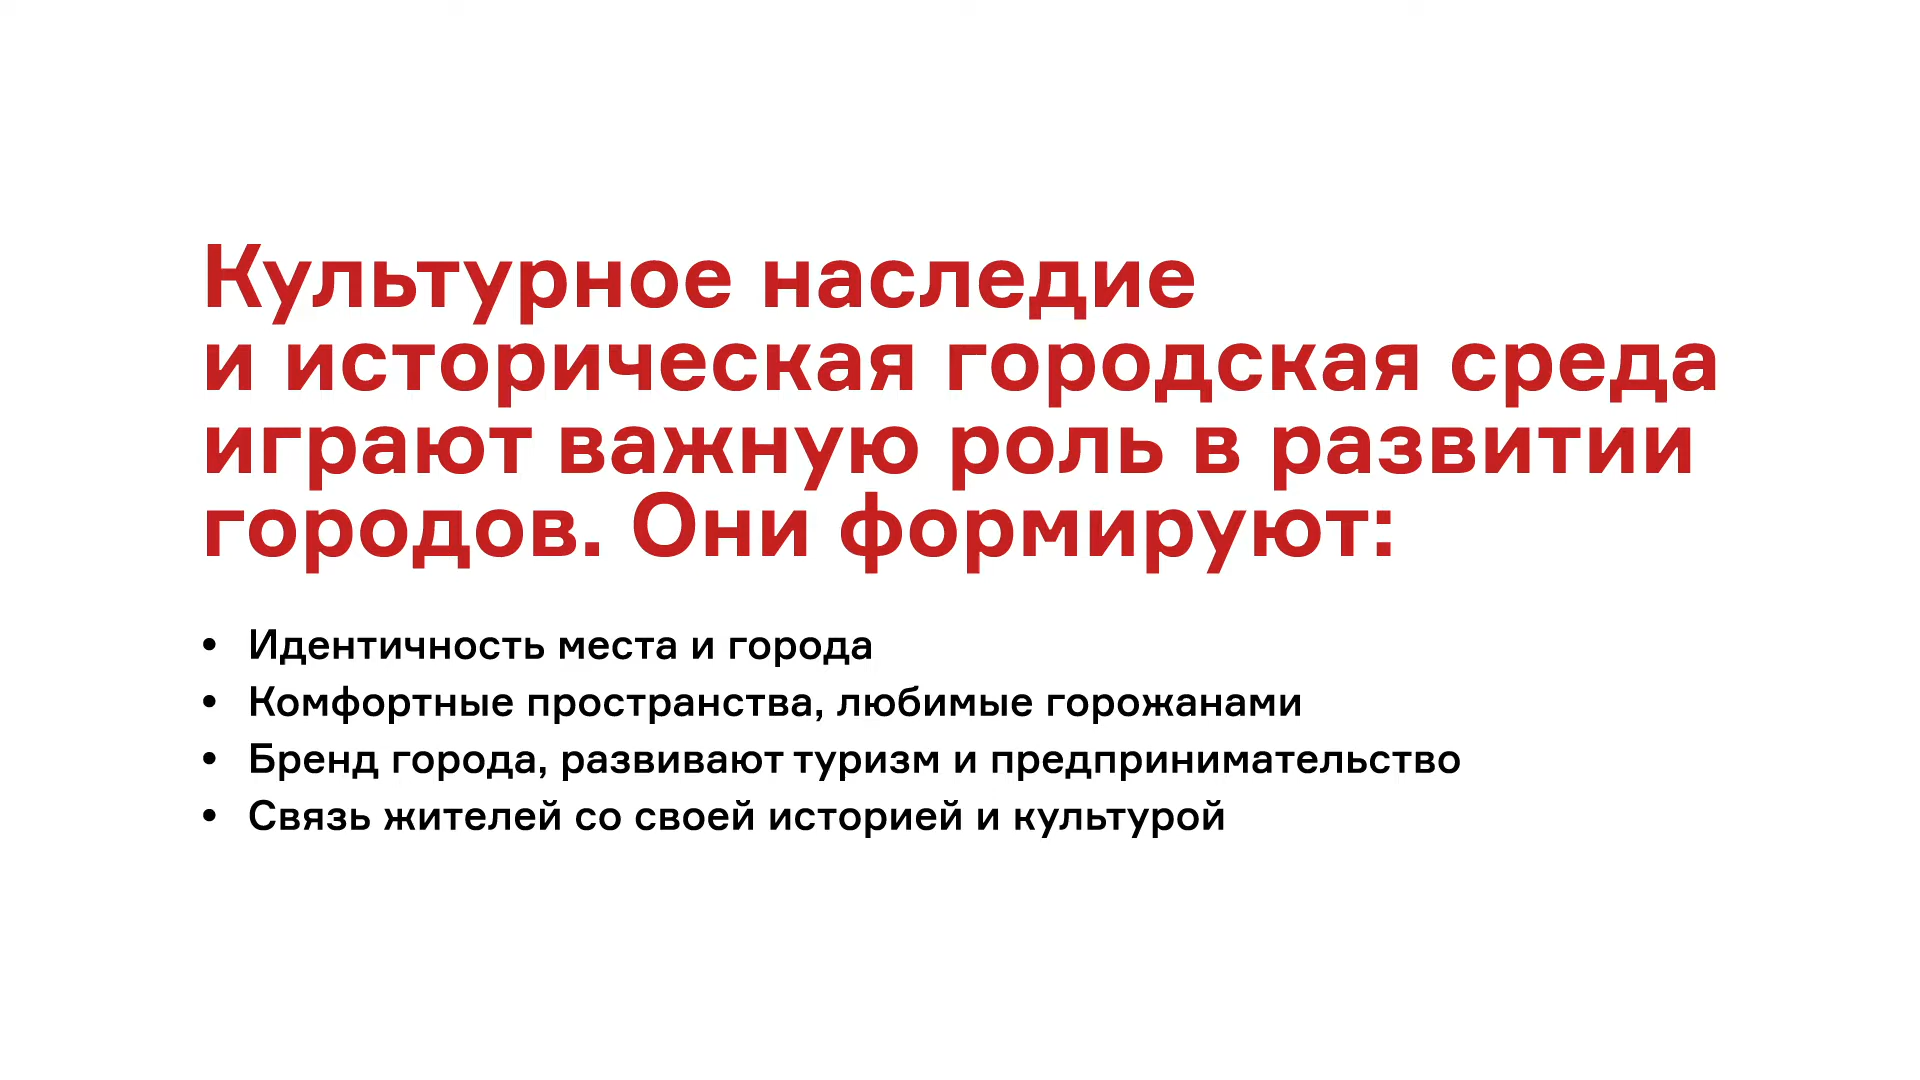 Культурное наследие
и историческая городская среда
играют важную роль в развитии
городов. Они формируют:
• Идентичность места и города
• Комфортные пространства, любимые горожанами
• Бренд города, развивают туризм и предпринимательство
• Связь жителей со своей историей и культурой